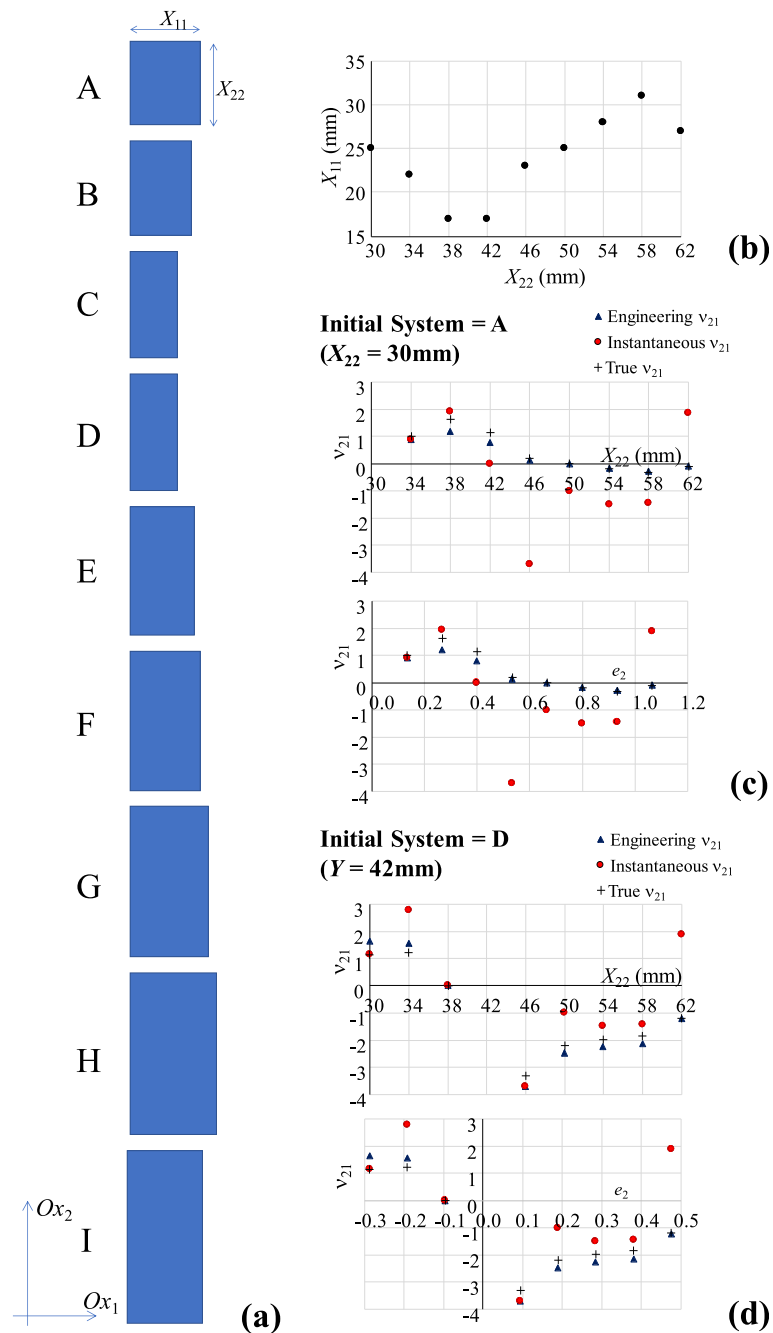 X11
A
X22
B
C
D
E
F
G
H
I
Ox2
Ox1
(a)
35
30
25
20
15
X11 (mm)
30 34 38 42 46 50 54 58 62
X22 (mm)
(b)
Initial System = A
(X22 = 30mm)
Engineering ν21
Instantaneous ν21
True ν21
3
2
1
0
-1
-2
-3
-4
ν21
X22 (mm)
30 34 38 42 46 50 54 58 62
3
2
1
0
-1
-2
-3
-4
ν21
e2
0.0 0.2 0.4 0.6 0.8 1.0 1.2
(c)
Initial System = D
(Y = 42mm)
Engineering ν21
Instantaneous ν21
True ν21
3
2
1
0
-1
-2
-3
-4
ν21
X22 (mm)
30 34 38 42 46 50 54 58 62
3
2
1
0
-1
-2
-3
-4
ν21
e2
-0.3 -0.2 -0.1 0.0 0.1 0.2 0.3 0.4 0.5
(d)